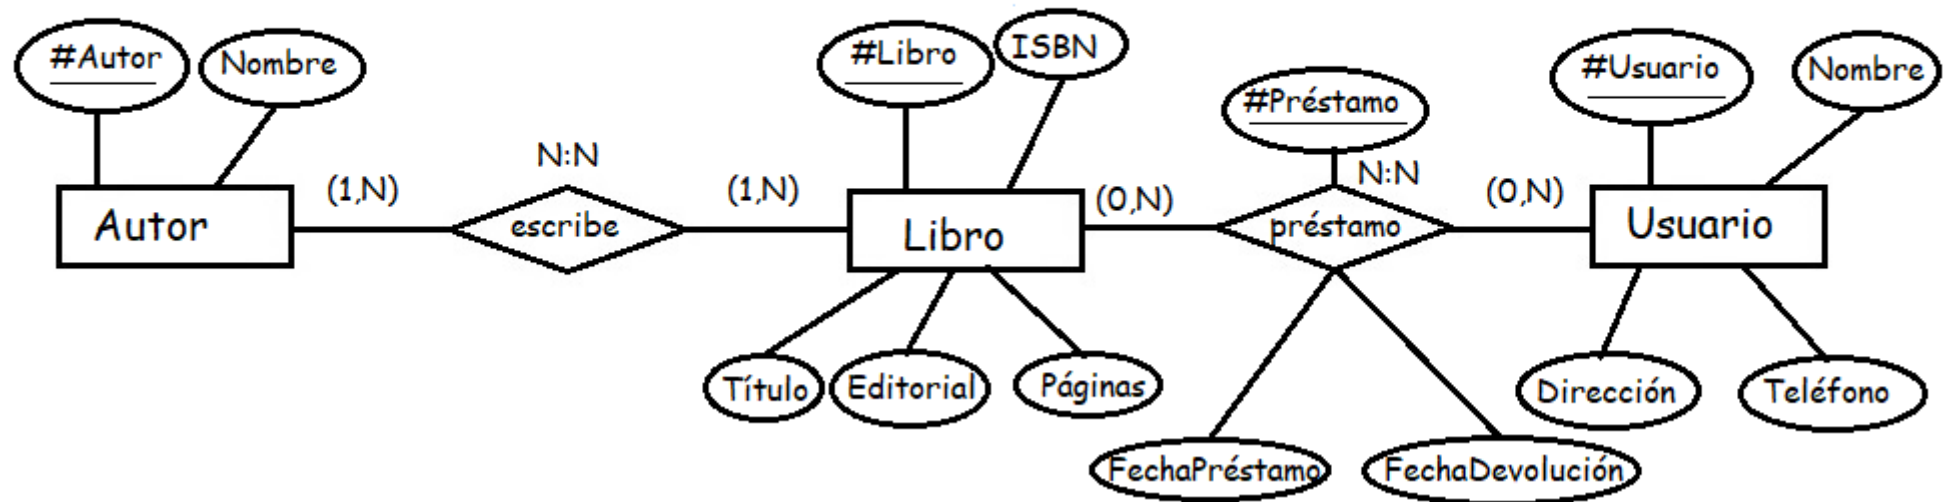 #Autor
Nombre
#Libro
ISBN
#Usuario
Nombre
#Préstamo
N:N
N:N
(1,N)
(1,N)
(0,N)
(0,N)
Autor
escribe
Libro
préstamo
Usuario
Título
Editorial
Páginas
Dirección
Teléfono
FechaPréstamo
FechaDevolución